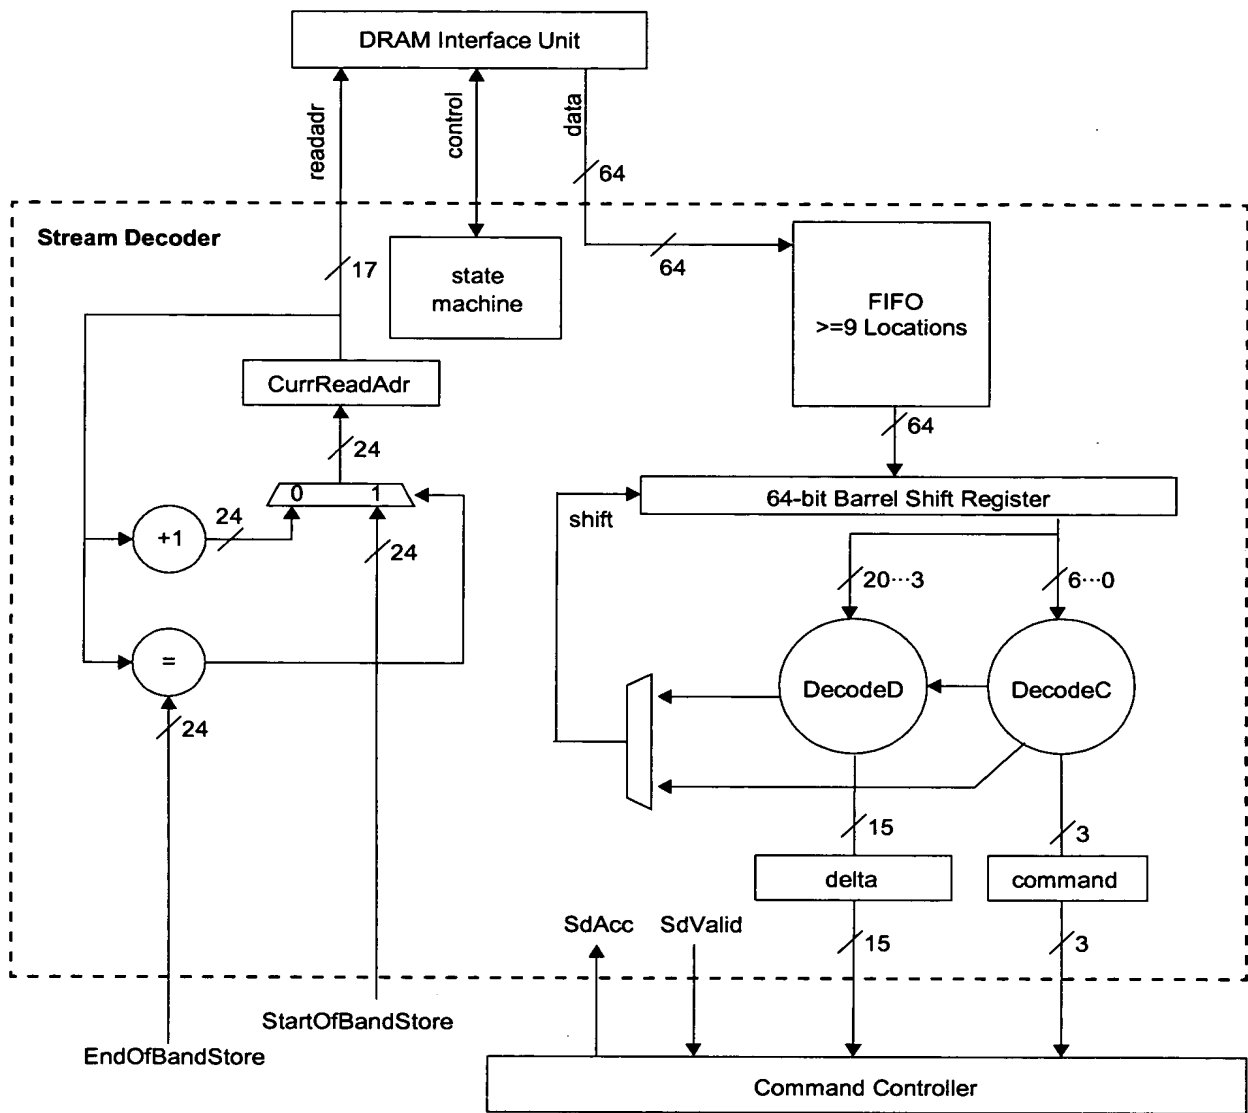 DRAM Interface Unit
readadr
control
data
64
Stream Decoder
17
state
machine
64
FIFO
>=9 Locations
CurrReadAdr
64
24
0 1
64-bit Barrel Shift Register
shift
+1
24
24
20···3
6···0
=
DecodeD
DecodeC
24
15
3
delta
command
SdAcc
SdValid
15
3
StartOfBandStore
EndOfBandStore
Command Controller